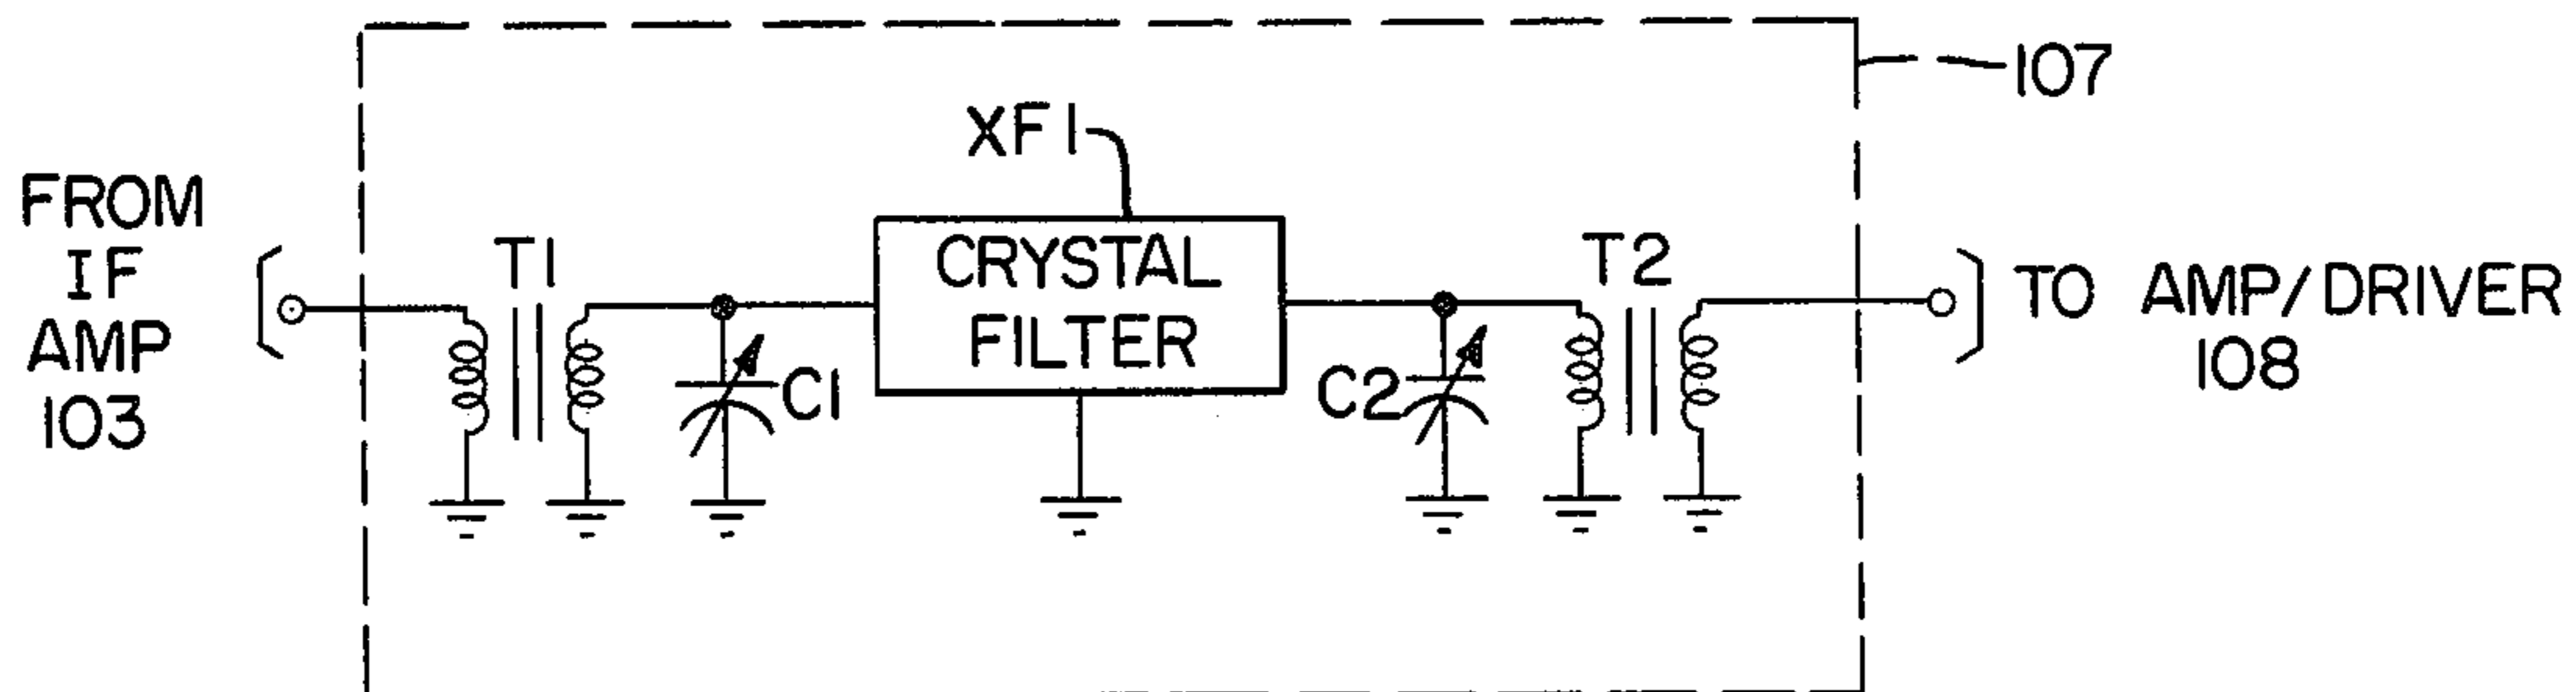 107
XF1
FROM
IF
AMP
103
T1
CRYSTAL
FILTER
T2
TO AMP/DRIVER
108
C1
C2